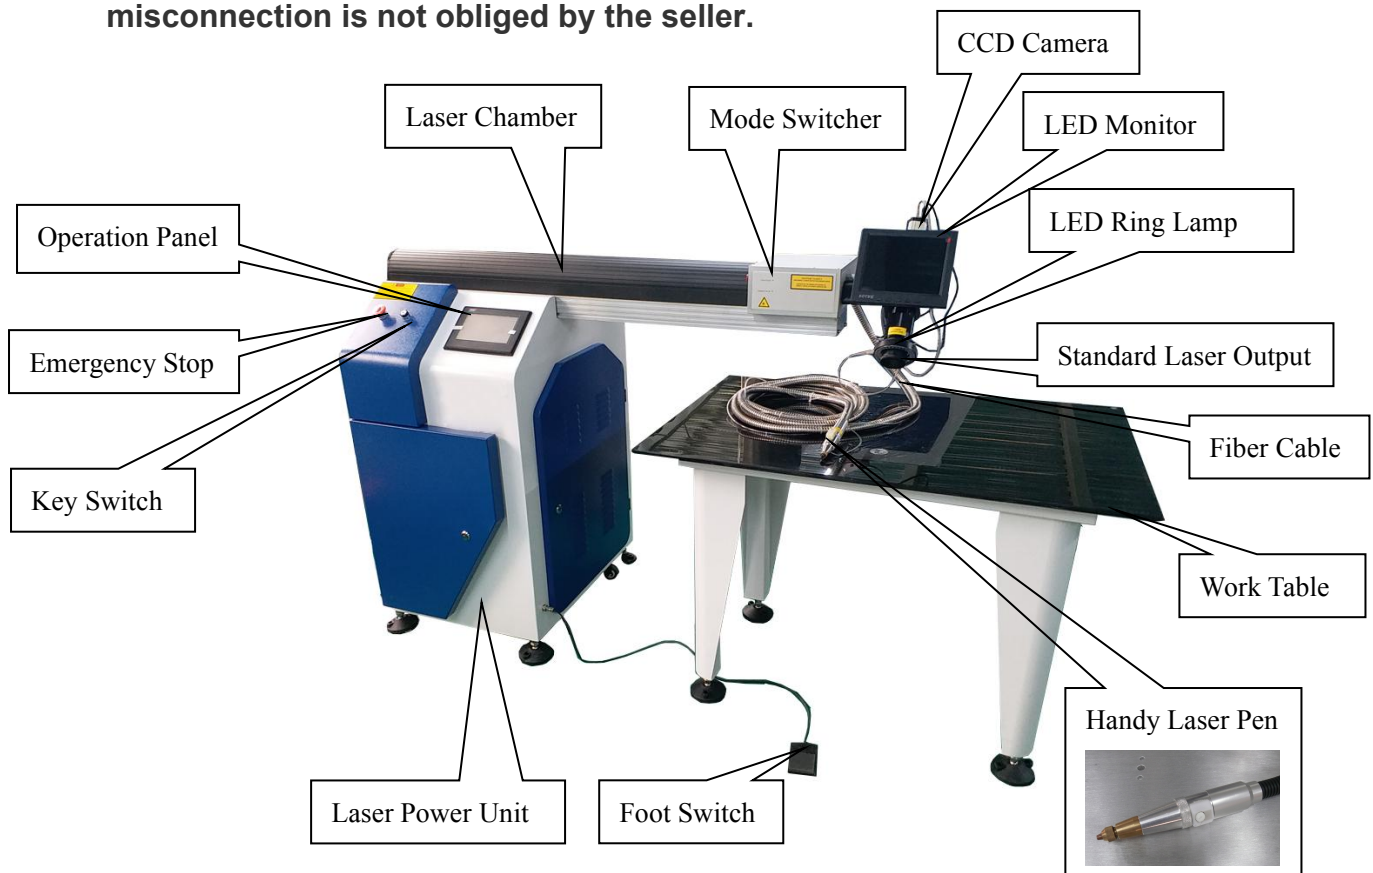 misconnection is not obliged by the seller.
CCD Camera
Laser Chamber
Mode Switcher
LED Monitor
Operation Panel
LED Ring Lamp
Emergency Stop
Standard Laser Output
Fiber Cable
Key Switch
Work Table
Handy Laser Pen
Laser Power Unit
Foot Switch